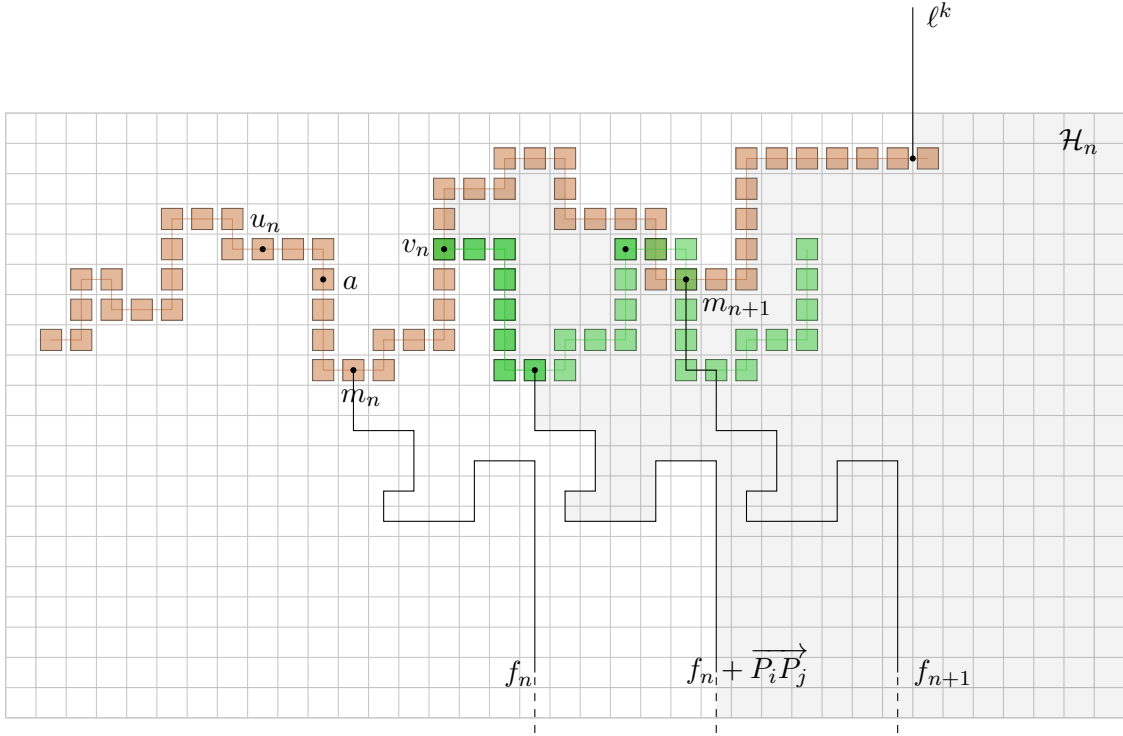 ℓ^k
ℋ_n
u_n
v_n
a
m_{n+1}
m_n
f_n
f_n + \overrightarrow{P_iP_j}
f_{n+1}